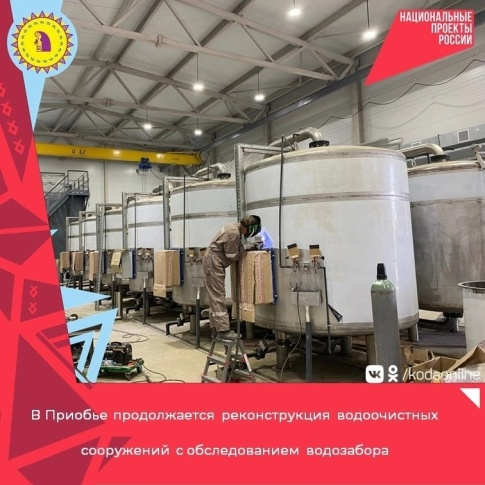 НАЦИОНАЛЬНЫЕ
ПРОЕКТЫ
РОССИИ
/kodaonline
В Приобье продолжается реконструкция водоочистных
сооружений с обследованием водозабора